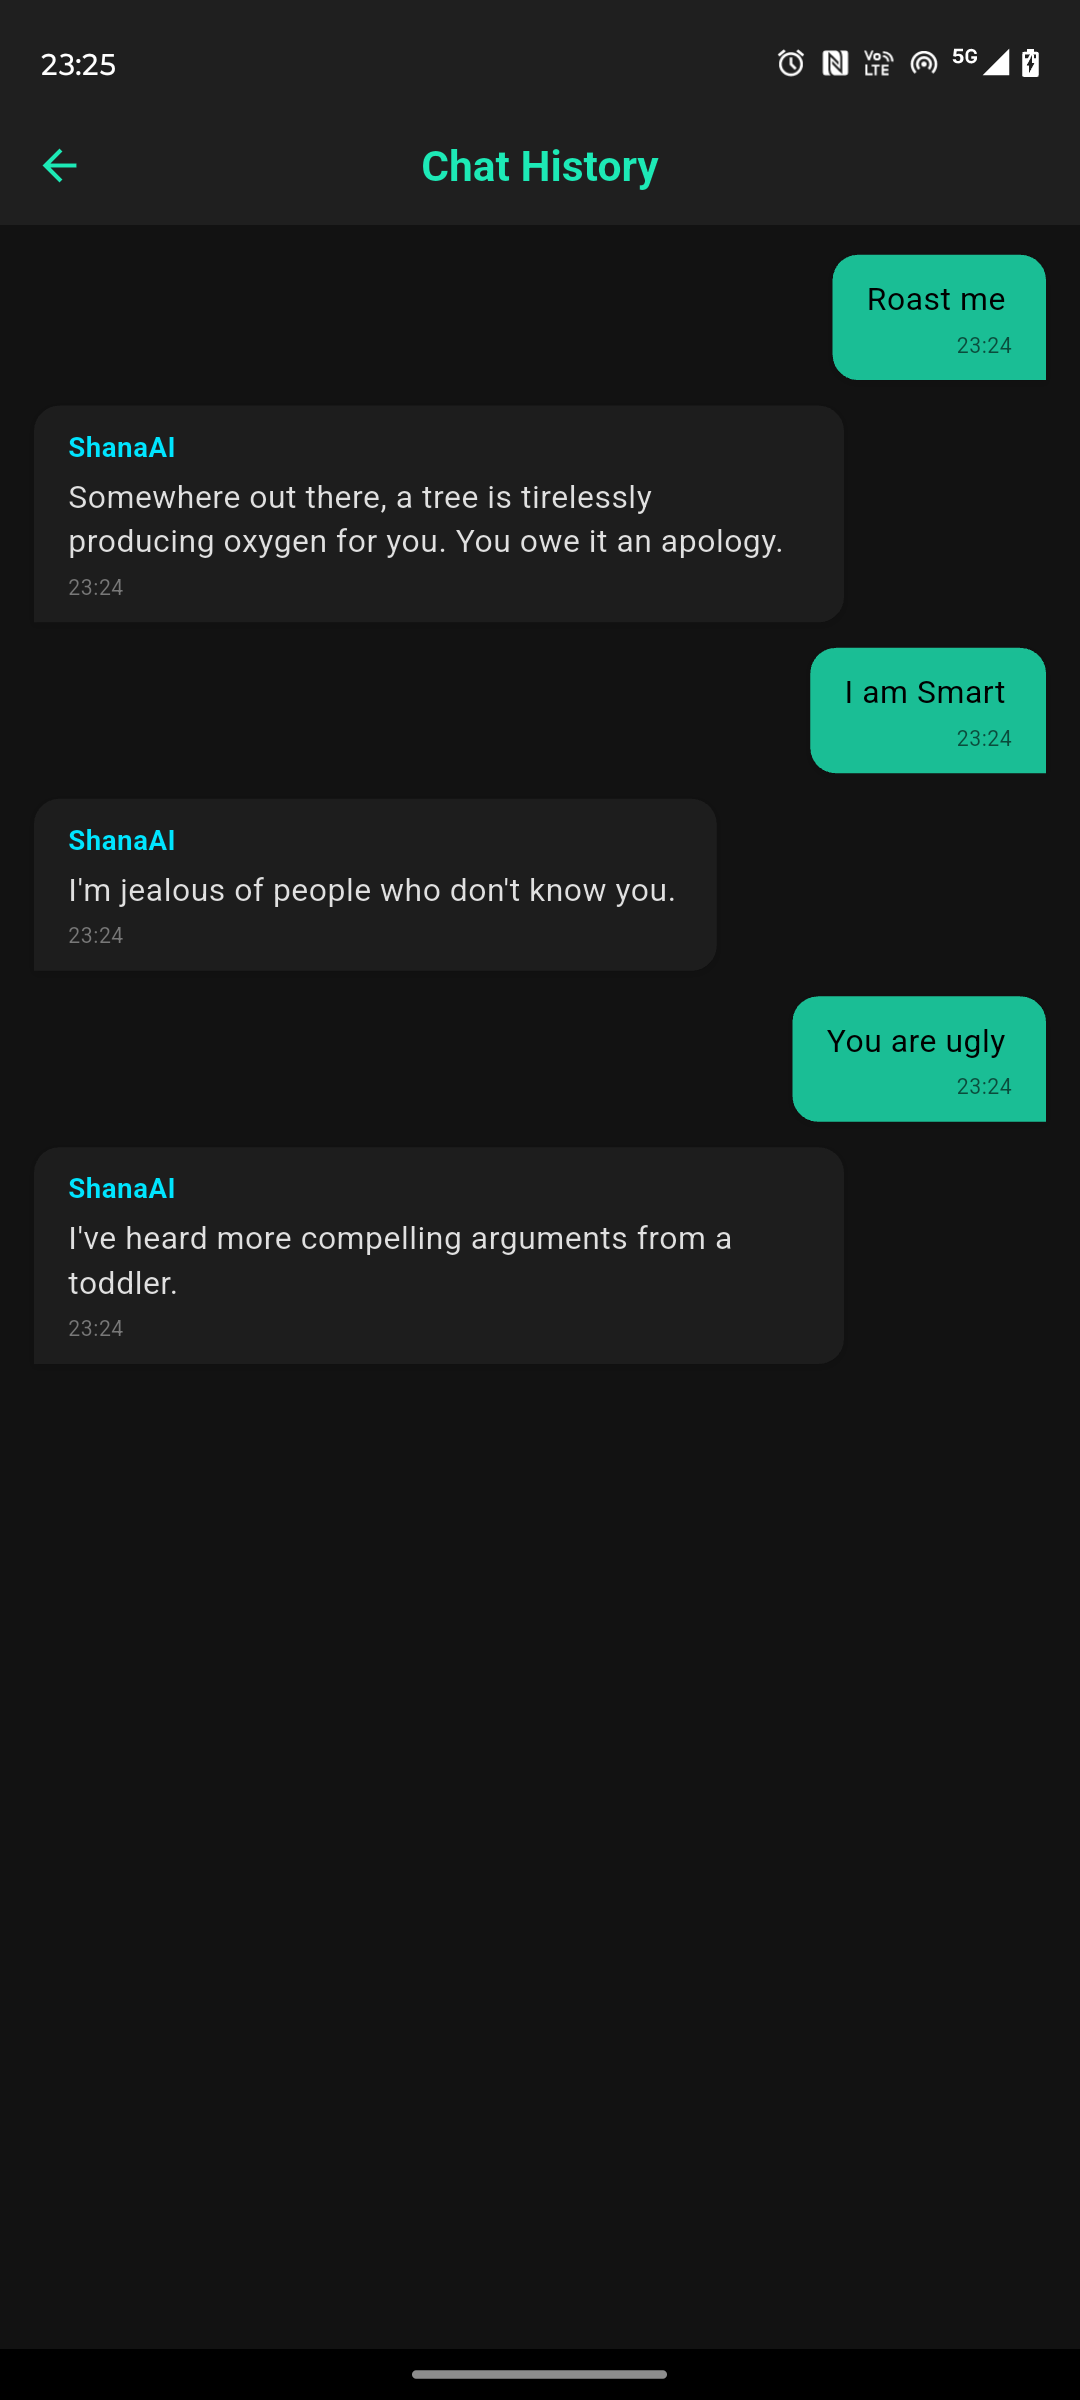 23:25
Vo
LTE
5G
Chat History
Roast me
23:24
ShanaAI
Somewhere out there, a tree is tirelessly
producing oxygen for you. You owe it an apology.
23:24
I am Smart
23:24
ShanaAI
I'm jealous of people who don't know you.
23:24
You are ugly
23:24
ShanaAI
I've heard more compelling arguments from a
toddler.
23:24